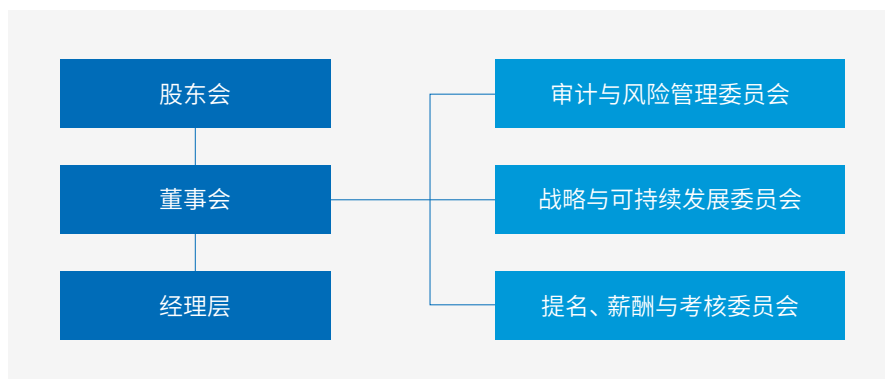 股东会
董事会
经理层
审计与风险管理委员会
战略与可持续发展委员会
提名、薪酬与考核委员会